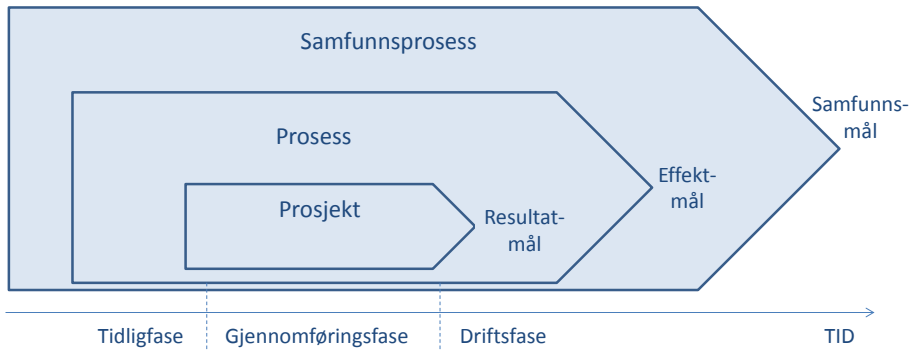 Samfunnsprosess
Samfunns-
mål
Prosess
Effekt-
mål
Prosjekt
Resultat-
mål
Tidligfase
Gjennomføringsfase
Driftsfase
TID